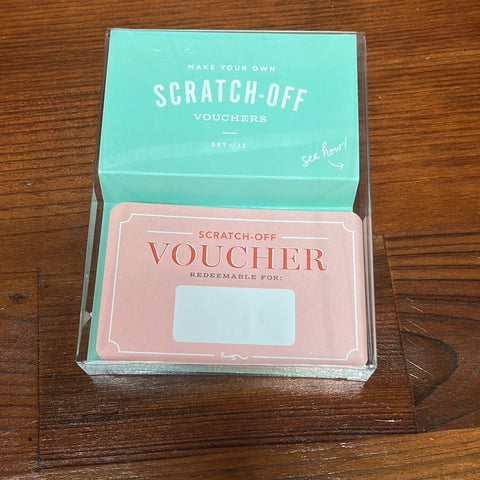 MAKE YOUR OWN
SCRATCH-OFF
VOUCHERS
SET of 12
see how!
SCRATCH-OFF
VOUCHER
REDEEMABLE FOR: